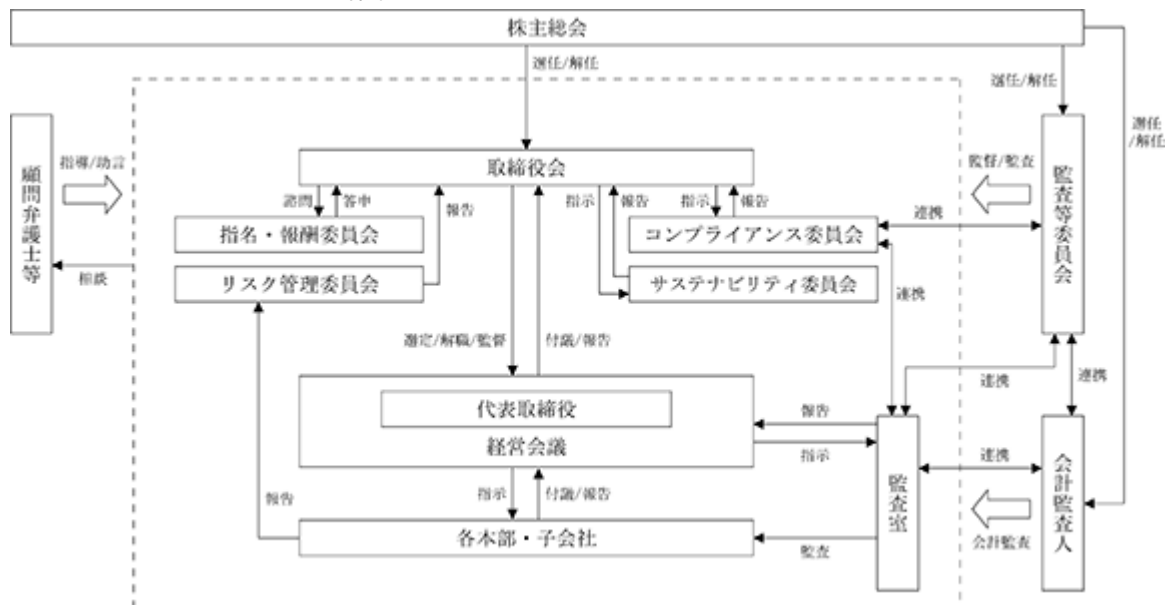 株主総会
選任/解任
選任/解任
選任/解任
顧問弁護士等
指導/助言
相談
取締役会
監督/監査
監査等委員会
諮問
答申
報告
指示
報告
指示
報告
連携
指名・報酬委員会
コンプライアンス委員会
リスク管理委員会
サステナビリティ委員会
連携
選定/解職/監督
付議/報告
連携
連携
代表取締役
経営会議
報告
指示
監査室
連携
会計監査人
報告
指示
付議/報告
各本部・子会社
監査
会計監査